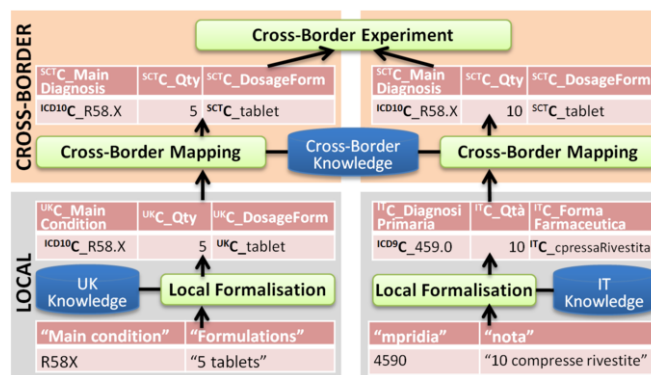 Cross-Border Experiment
CROSS-BORDER
SCTC_Main Diagnosis SCTC_Qty SCTC_DosageForm
ICD10C_R58.X 5 SCTC_tablet
SCTC_Main Diagnosis SCTC_Qty SCTC_DosageForm
ICD10C_R58.X 10 SCTC_tablet
Cross-Border Mapping
Cross-Border
Knowledge
Cross-Border Mapping
LOCAL
UKC_Main Condition UKC_Qty UKC_DosageForm
ICD10C_R58.X 5 UKC_tablet
ITC_Diagnosi Primaria ITC_Qtà ITC_Forma Farmaceutica
ICD9C_459.0 10 ITC_cpressaRivestita
UK
Knowledge
Local Formalisation
Local Formalisation
IT
Knowledge
"Main condition" "Formulations"
R58X "5 tablets"
"mpridia" "nota"
4590 "10 compresse rivestite"